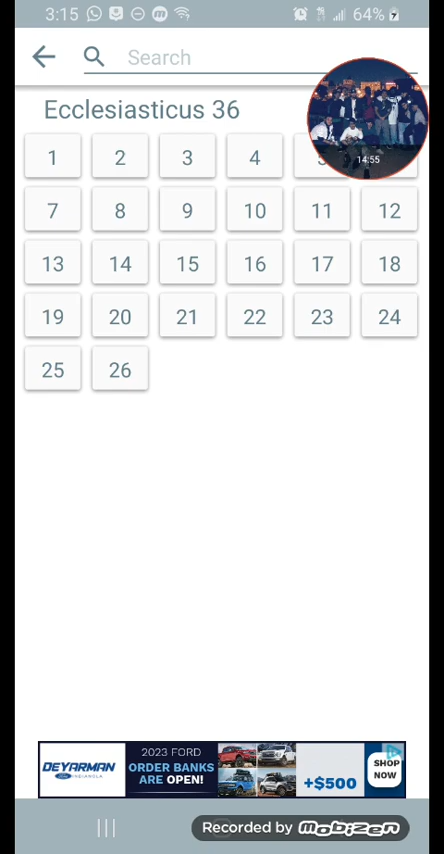 3:15 64%
Search
Ecclesiasticus 36
14:55
1 2 3 4
7 8 9 10 11 12
13 14 15 16 17 18
19 20 21 22 23 24
25 26
DEYARMAN
Ford INDIANOLA
2023 FORD
ORDER BANKS
ARE OPEN!
+$500
SHOP
NOW
Recorded by Mobizen